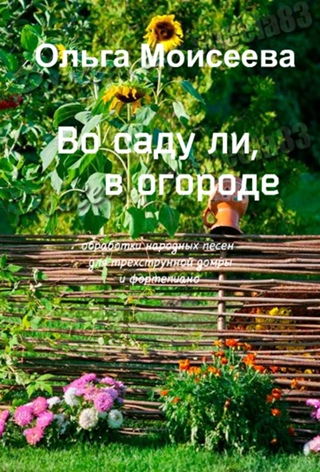 Ольга Моисеева
Во саду ли,
в огороде
обработки народных песен
для трехструнной домры
и фортепиано